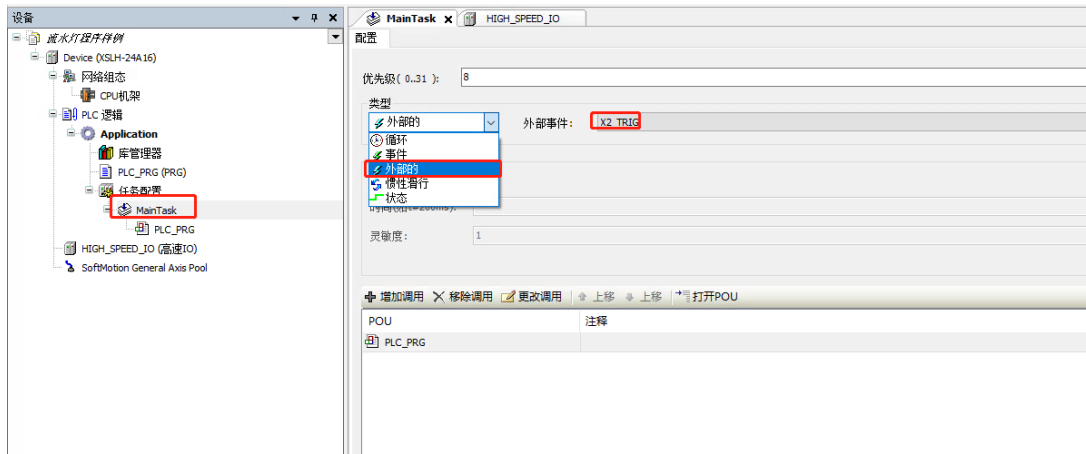 设备
流水灯程序样例
Device (XSLH-24A16)
网络组态
CPU机架
PLC 逻辑
Application
库管理器
PLC_PRG (PRG)
任务配置
MainTask
PLC_PRG
HIGH_SPEED_IO (高速IO)
SoftMotion General Axis Pool
MainTask
HIGH_SPEED_IO
配置
优先级( 0..31 ): 8
类型
外部的 外部事件: X2_TRIG
循环
事件
外部的
惯性滑行
状态
灵敏度: 1
增加调用 移除调用 更改调用 上移 上移 打开POU
POU 注释
PLC_PRG